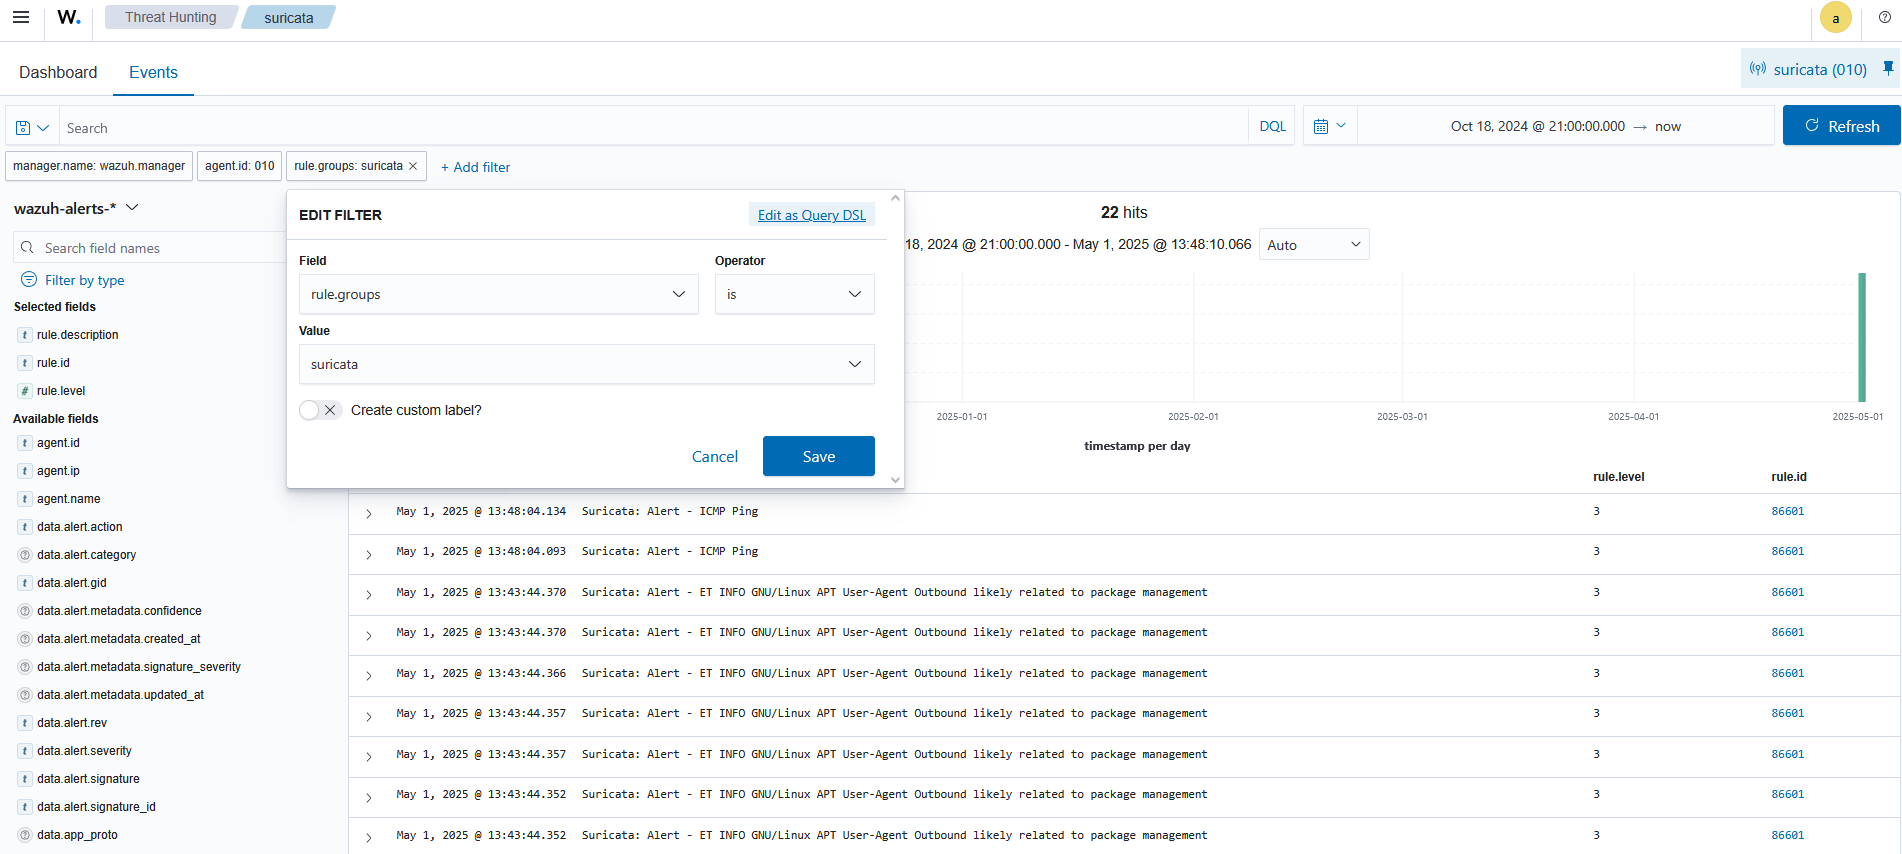 W. Threat Hunting suricata a
Dashboard Events suricata (010)
Search DQL Oct 18, 2024 @ 21:00:00.000 → now Refresh
manager.name: wazuh.manager agent.id: 010 rule.groups: suricata × + Add filter
wazuh-alerts-*
Search field names
Filter by type
Selected fields
t rule.description
t rule.id
# rule.level
Available fields
t agent.id
t agent.ip
t agent.name
t data.alert.action
data.alert.category
t data.alert.gid
data.alert.metadata.confidence
data.alert.metadata.created_at
data.alert.metadata.signature_severity
data.alert.metadata.updated_at
t data.alert.rev
t data.alert.severity
t data.alert.signature
t data.alert.signature_id
data.app_proto
EDIT FILTER Edit as Query DSL
Field Operator
rule.groups is
Value
suricata
Create custom label?
Cancel Save
22 hits
18, 2024 @ 21:00:00.000 - May 1, 2025 @ 13:48:10.066 Auto
2025-01-01 2025-02-01 2025-03-01 2025-04-01 2025-05-01
timestamp per day
rule.level rule.id
May 1, 2025 @ 13:48:04.134 Suricata: Alert - ICMP Ping 3 86601
May 1, 2025 @ 13:48:04.093 Suricata: Alert - ICMP Ping 3 86601
May 1, 2025 @ 13:43:44.370 Suricata: Alert - ET INFO GNU/Linux APT User-Agent Outbound likely related to package management 3 86601
May 1, 2025 @ 13:43:44.370 Suricata: Alert - ET INFO GNU/Linux APT User-Agent Outbound likely related to package management 3 86601
May 1, 2025 @ 13:43:44.366 Suricata: Alert - ET INFO GNU/Linux APT User-Agent Outbound likely related to package management 3 86601
May 1, 2025 @ 13:43:44.357 Suricata: Alert - ET INFO GNU/Linux APT User-Agent Outbound likely related to package management 3 86601
May 1, 2025 @ 13:43:44.357 Suricata: Alert - ET INFO GNU/Linux APT User-Agent Outbound likely related to package management 3 86601
May 1, 2025 @ 13:43:44.352 Suricata: Alert - ET INFO GNU/Linux APT User-Agent Outbound likely related to package management 3 86601
May 1, 2025 @ 13:43:44.352 Suricata: Alert - ET INFO GNU/Linux APT User-Agent Outbound likely related to package management 3 86601